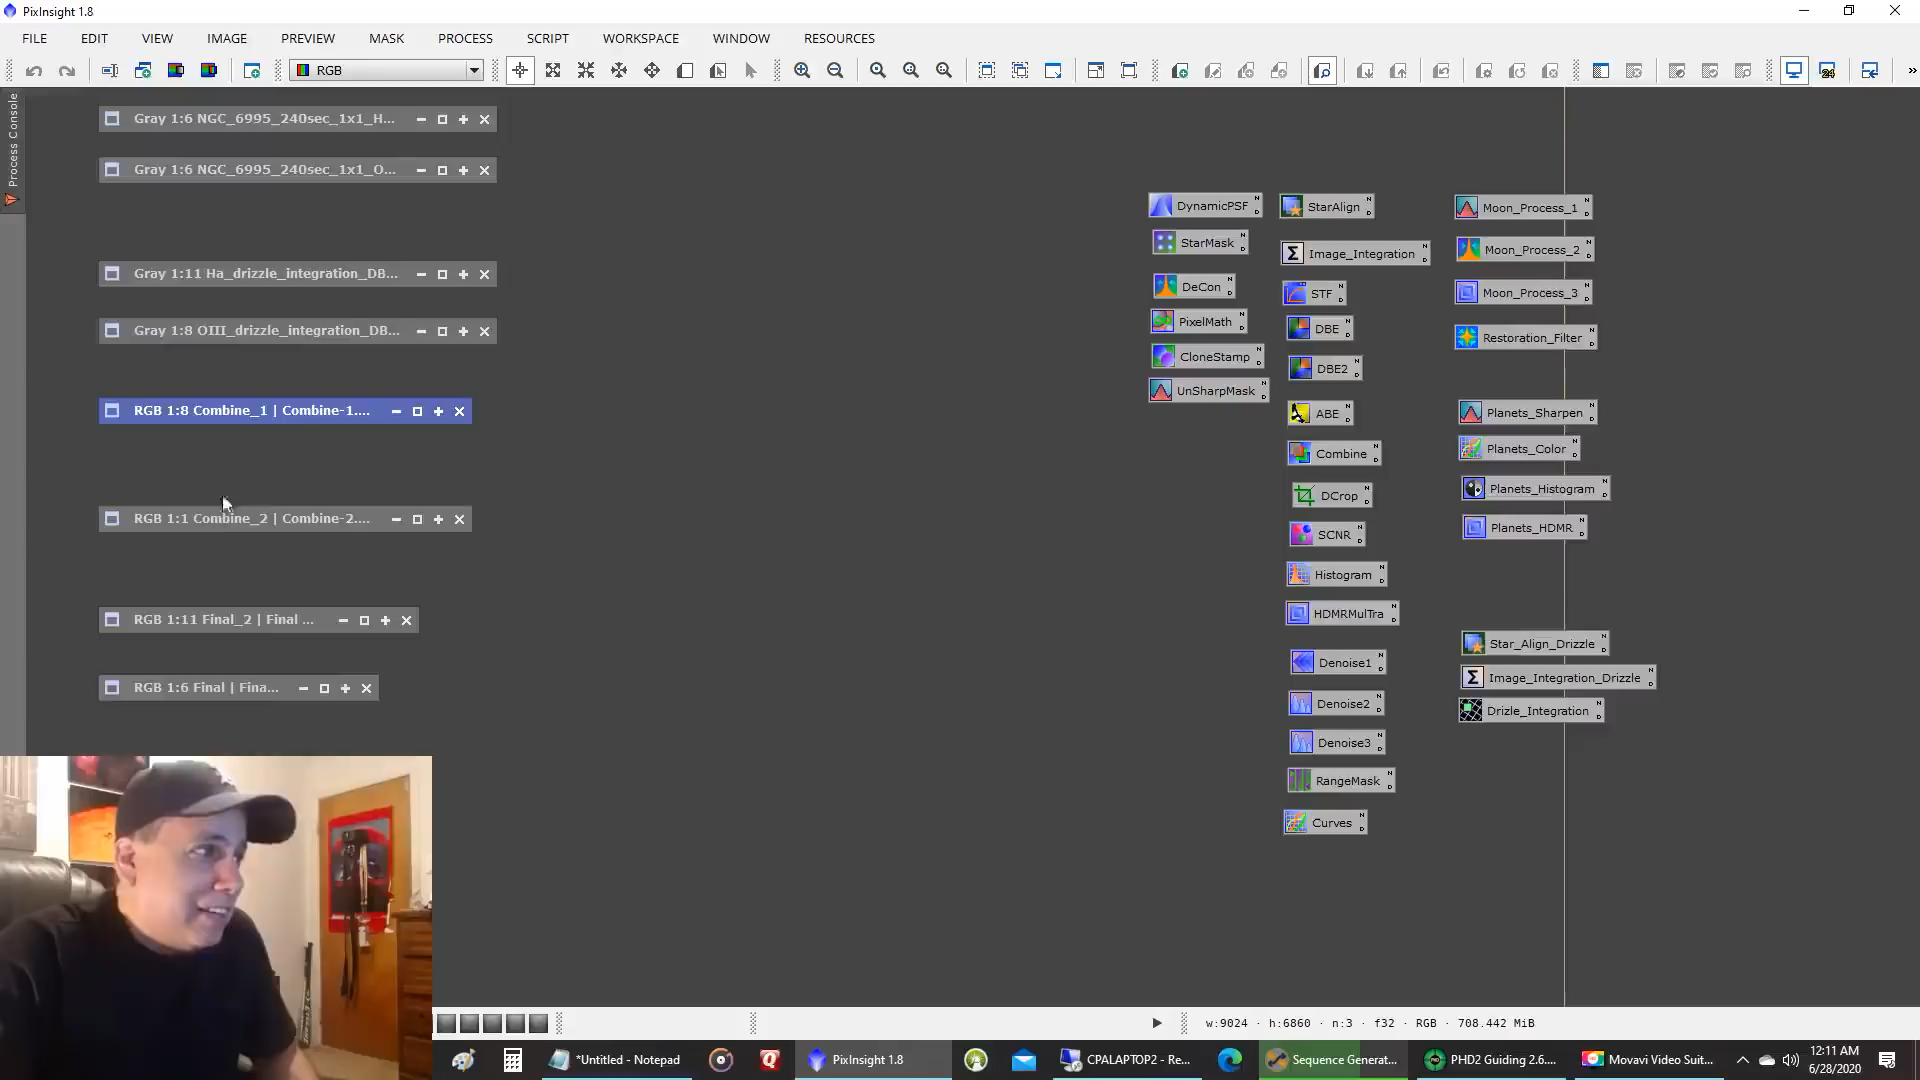 PixInsight 1.8
FILE EDIT VIEW IMAGE PREVIEW MASK PROCESS SCRIPT WORKSPACE WINDOW RESOURCES
RGB
24
»
Process Console
Gray 1:6 NGC_6995_240sec_1x1_H...
Gray 1:6 NGC_6995_240sec_1x1_O...
Gray 1:11 Ha_drizzle_integration_DB...
Gray 1:8 OIII_drizzle_integration_DB...
RGB 1:8 Combine_1 | Combine-1....
RGB 1:1 Combine_2 | Combine-2....
RGB 1:11 Final_2 | Final ...
RGB 1:6 Final | Fina...
DynamicPSF
StarMask
DeCon
PixelMath
CloneStamp
UnSharpMask
StarAlign
Image_Integration
STF
DBE
DBE2
ABE
Combine
DCrop
SCNR
Histogram
HDMRMulTra
Denoise1
Denoise2
Denoise3
RangeMask
Curves
Moon_Process_1
Moon_Process_2
Moon_Process_3
Restoration_Filter
Planets_Sharpen
Planets_Color
Planets_Histogram
Planets_HDMR
Star_Align_Drizzle
Image_Integration_Drizzle
Drizle_Integration
w:9024 · h:6860 · n:3 · f32 · RGB · 708.442 MiB
*Untitled - Notepad
PixInsight 1.8
CPALAPTOP2 - Re...
Sequence Generat...
PHD2 Guiding 2.6....
Movavi Video Suit...
12:11 AM
6/28/2020